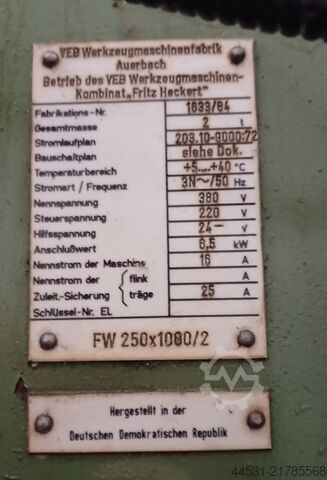 VEB Werkzeugmaschinenfabrik
Auerbach
Betrieb des VEB Werkzeugmaschinen-
Kombinat „Fritz Heckert"
Fabrikations-Nr. 1633/84
Gesamtmasse 2 t
Stromlaufplan 203.10-9000:72
Bauschaltplan siehe Dok.
Temperaturbereich +5...+40 °C
Stromart / Frequenz 3N~/50 Hz
Nennspannung 380 V
Steuerspannung 220 V
Hilfsspannung 24- V
Anschlußwert 6,5 kW
Nennstrom der Maschine 16 A
Nennstrom der flink A
Zuleit.-Sicherung träge 25 A
Schlüssel-Nr. EL
FW 250x1000/2
Hergestellt in der
Deutschen Demokratischen Republik
44531-21785568